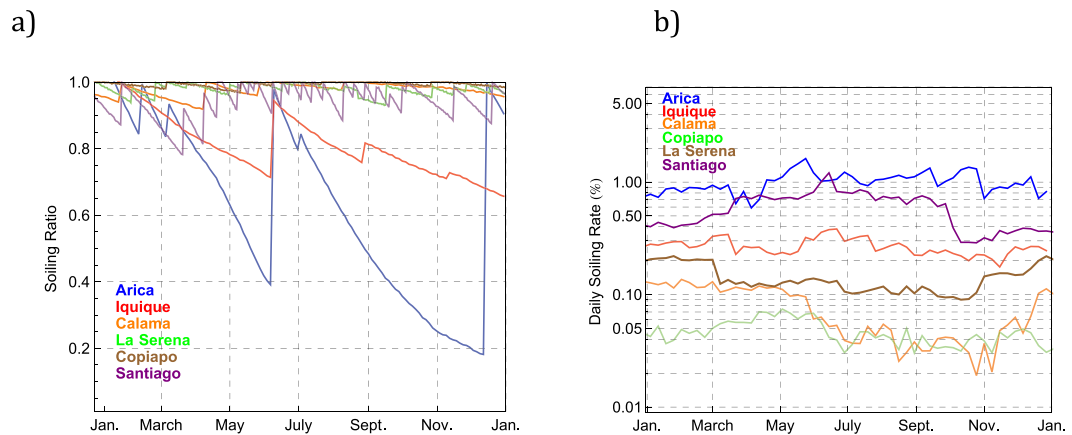 a)
b)
1.0
0.8
0.6
0.4
0.2
Soiling Ratio
Arica
Iquique
Calama
La Serena
Copiapo
Santiago
Jan. March May July Sept. Nov. Jan.
5.00
1.00
0.50
0.10
0.05
0.01
Daily Soiling Rate (%)
Arica
Iquique
Calama
Copiapo
La Serena
Santiago
Jan. March May July Sept. Nov. Jan.